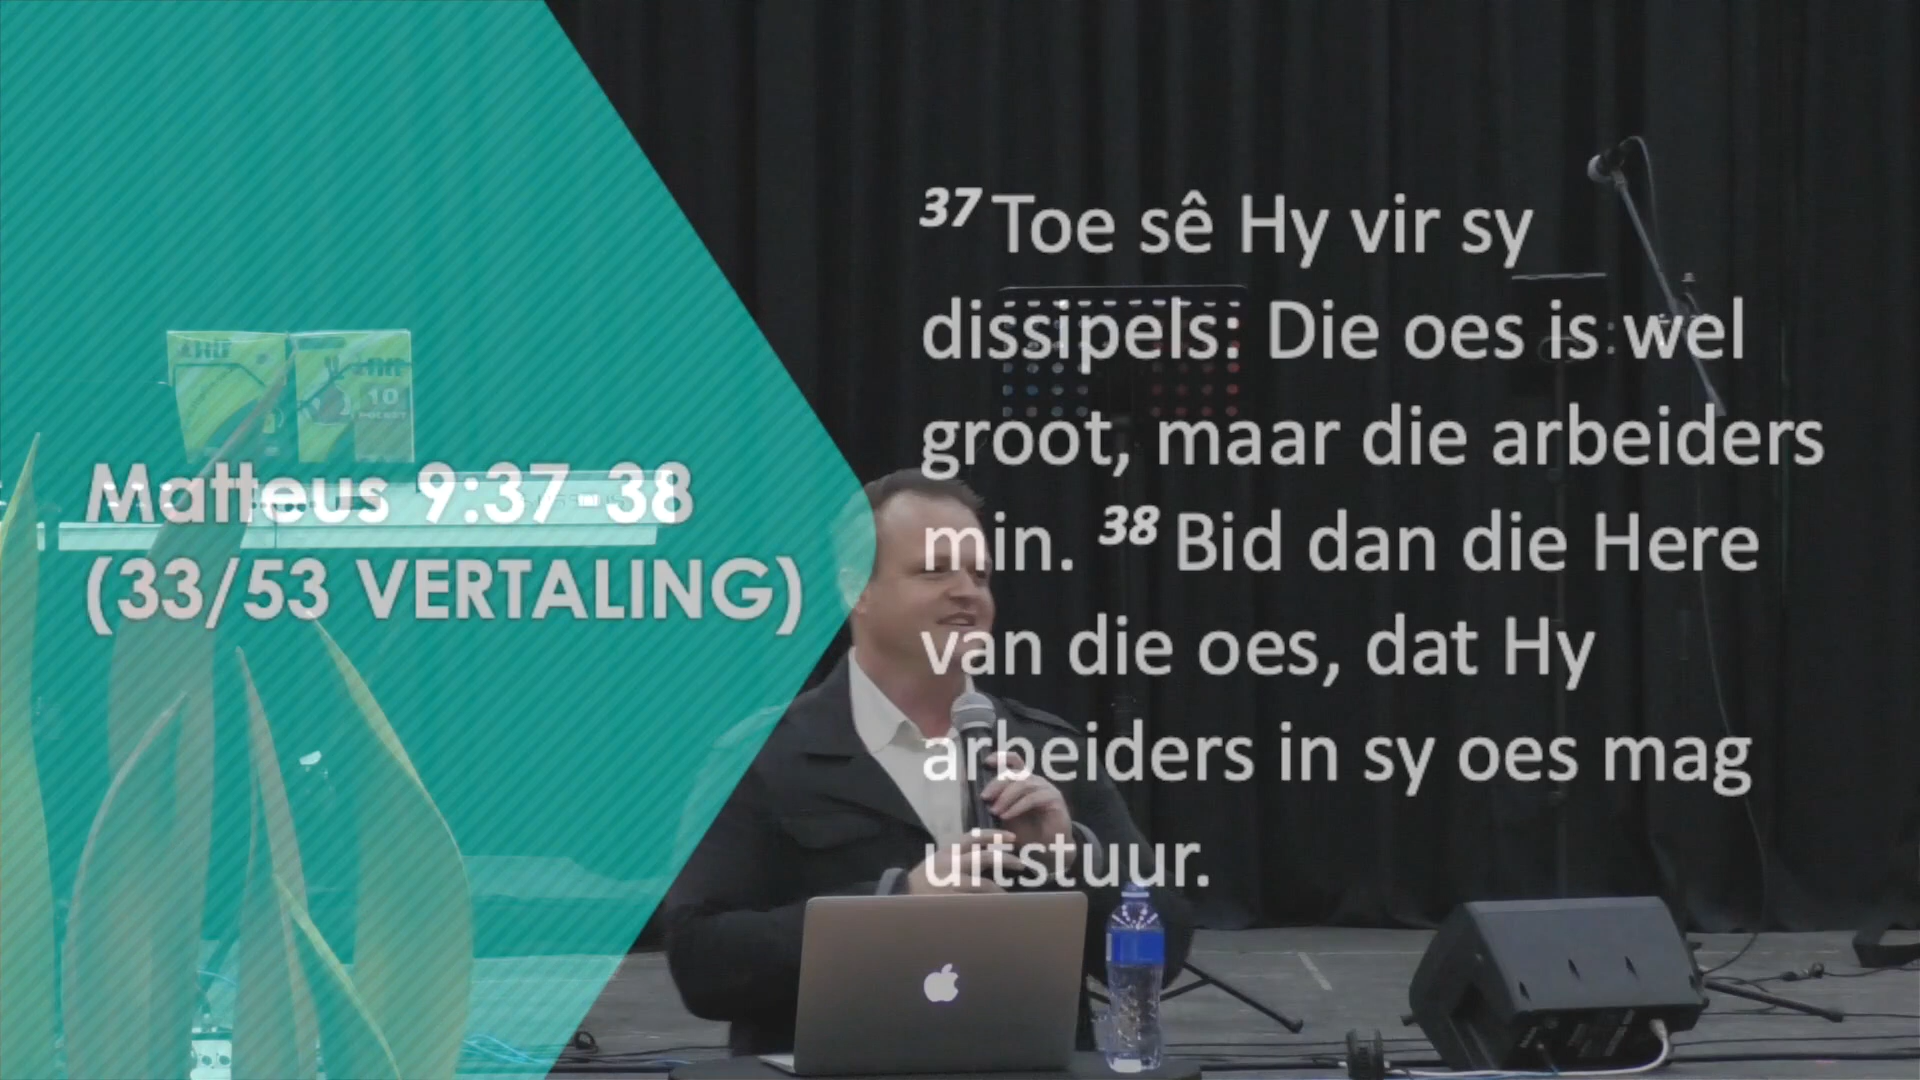 Matteus 9:37-38
(33/53 VERTALING)
37 Toe sê Hy vir sy
dissipels: Die oes is wel
groot, maar die arbeiders
min. 38 Bid dan die Here
van die oes, dat Hy
arbeiders in sy oes mag
uitstuur.
10
POCKET